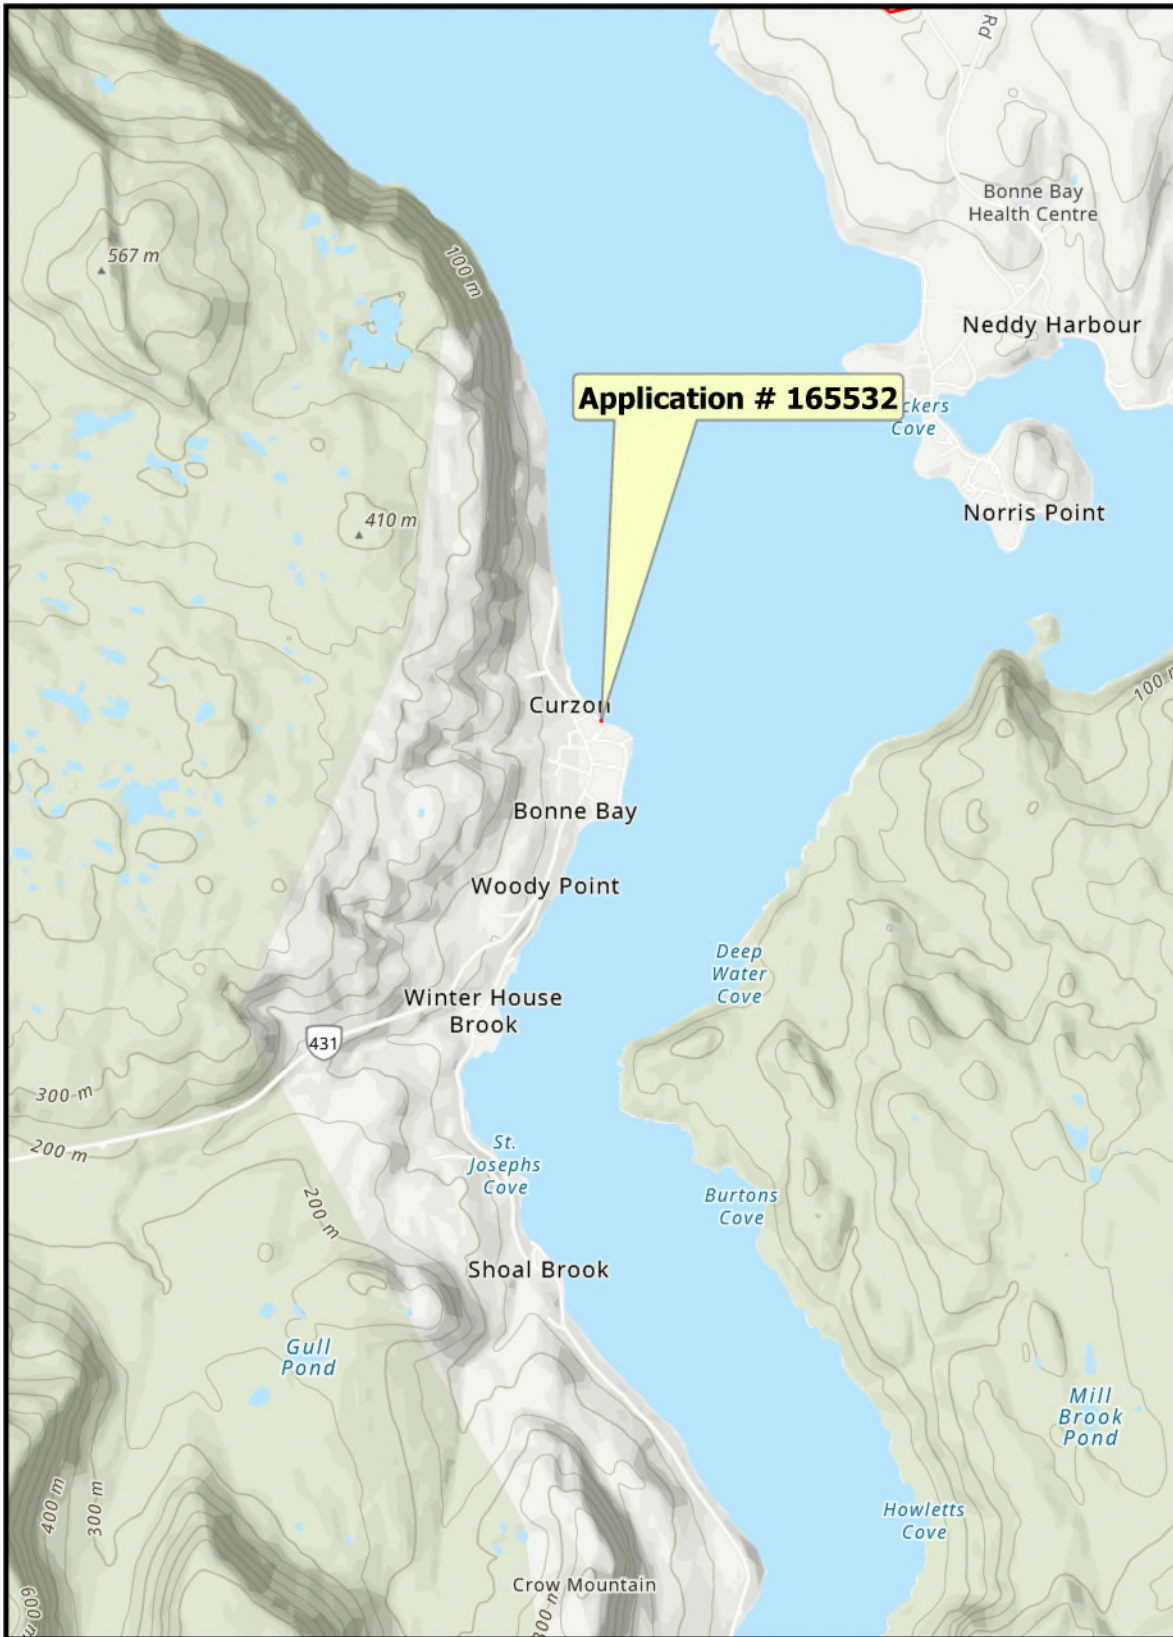 Rd
Bonne Bay
Health Centre
567 m
100 m
Neddy Harbour
Application # 165532
Cove
410 m
Norris Point
100 m
Curzon
Bonne Bay
Woody Point
Deep
Water
Cove
Winter House
Brook
431
300 m
200 m
St.
Josephs
Cove
200 m
Burtons
Cove
Shoal Brook
Gull
Pond
Mill
Brook
Pond
400 m
300 m
Howletts
Cove
Crow Mountain
300 m
600 m